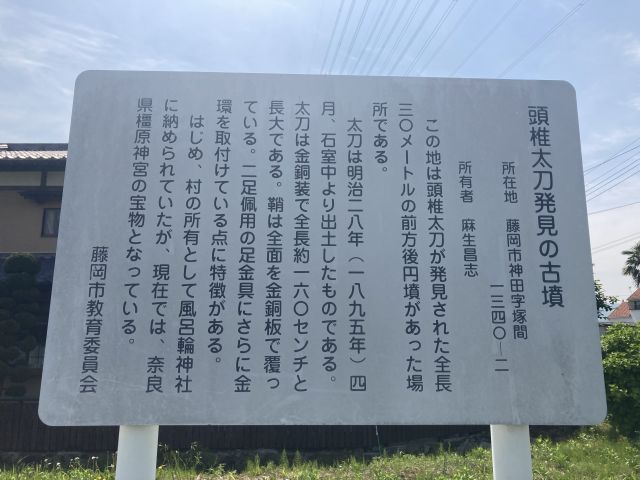 頭椎太刀発見の古墳
所在地　藤岡市神田字塚間
一三四〇―二
所有者　麻生昌志
この地は頭椎太刀が発見された全長
三〇メートルの前方後円墳があった場
所である。
太刀は明治二八年（一八九五年）四
月、石室中より出土したものである。
太刀は金銅装で全長約一六〇センチと
長大である。鞘は全面を金銅板で覆っ
ている。二足佩用の足金具にさらに金
環を取付けている点に特徴がある。
はじめ、村の所有として風呂輪神社
に納められていたが、現在では、奈良
県橿原神宮の宝物となっている。
藤岡市教育委員会